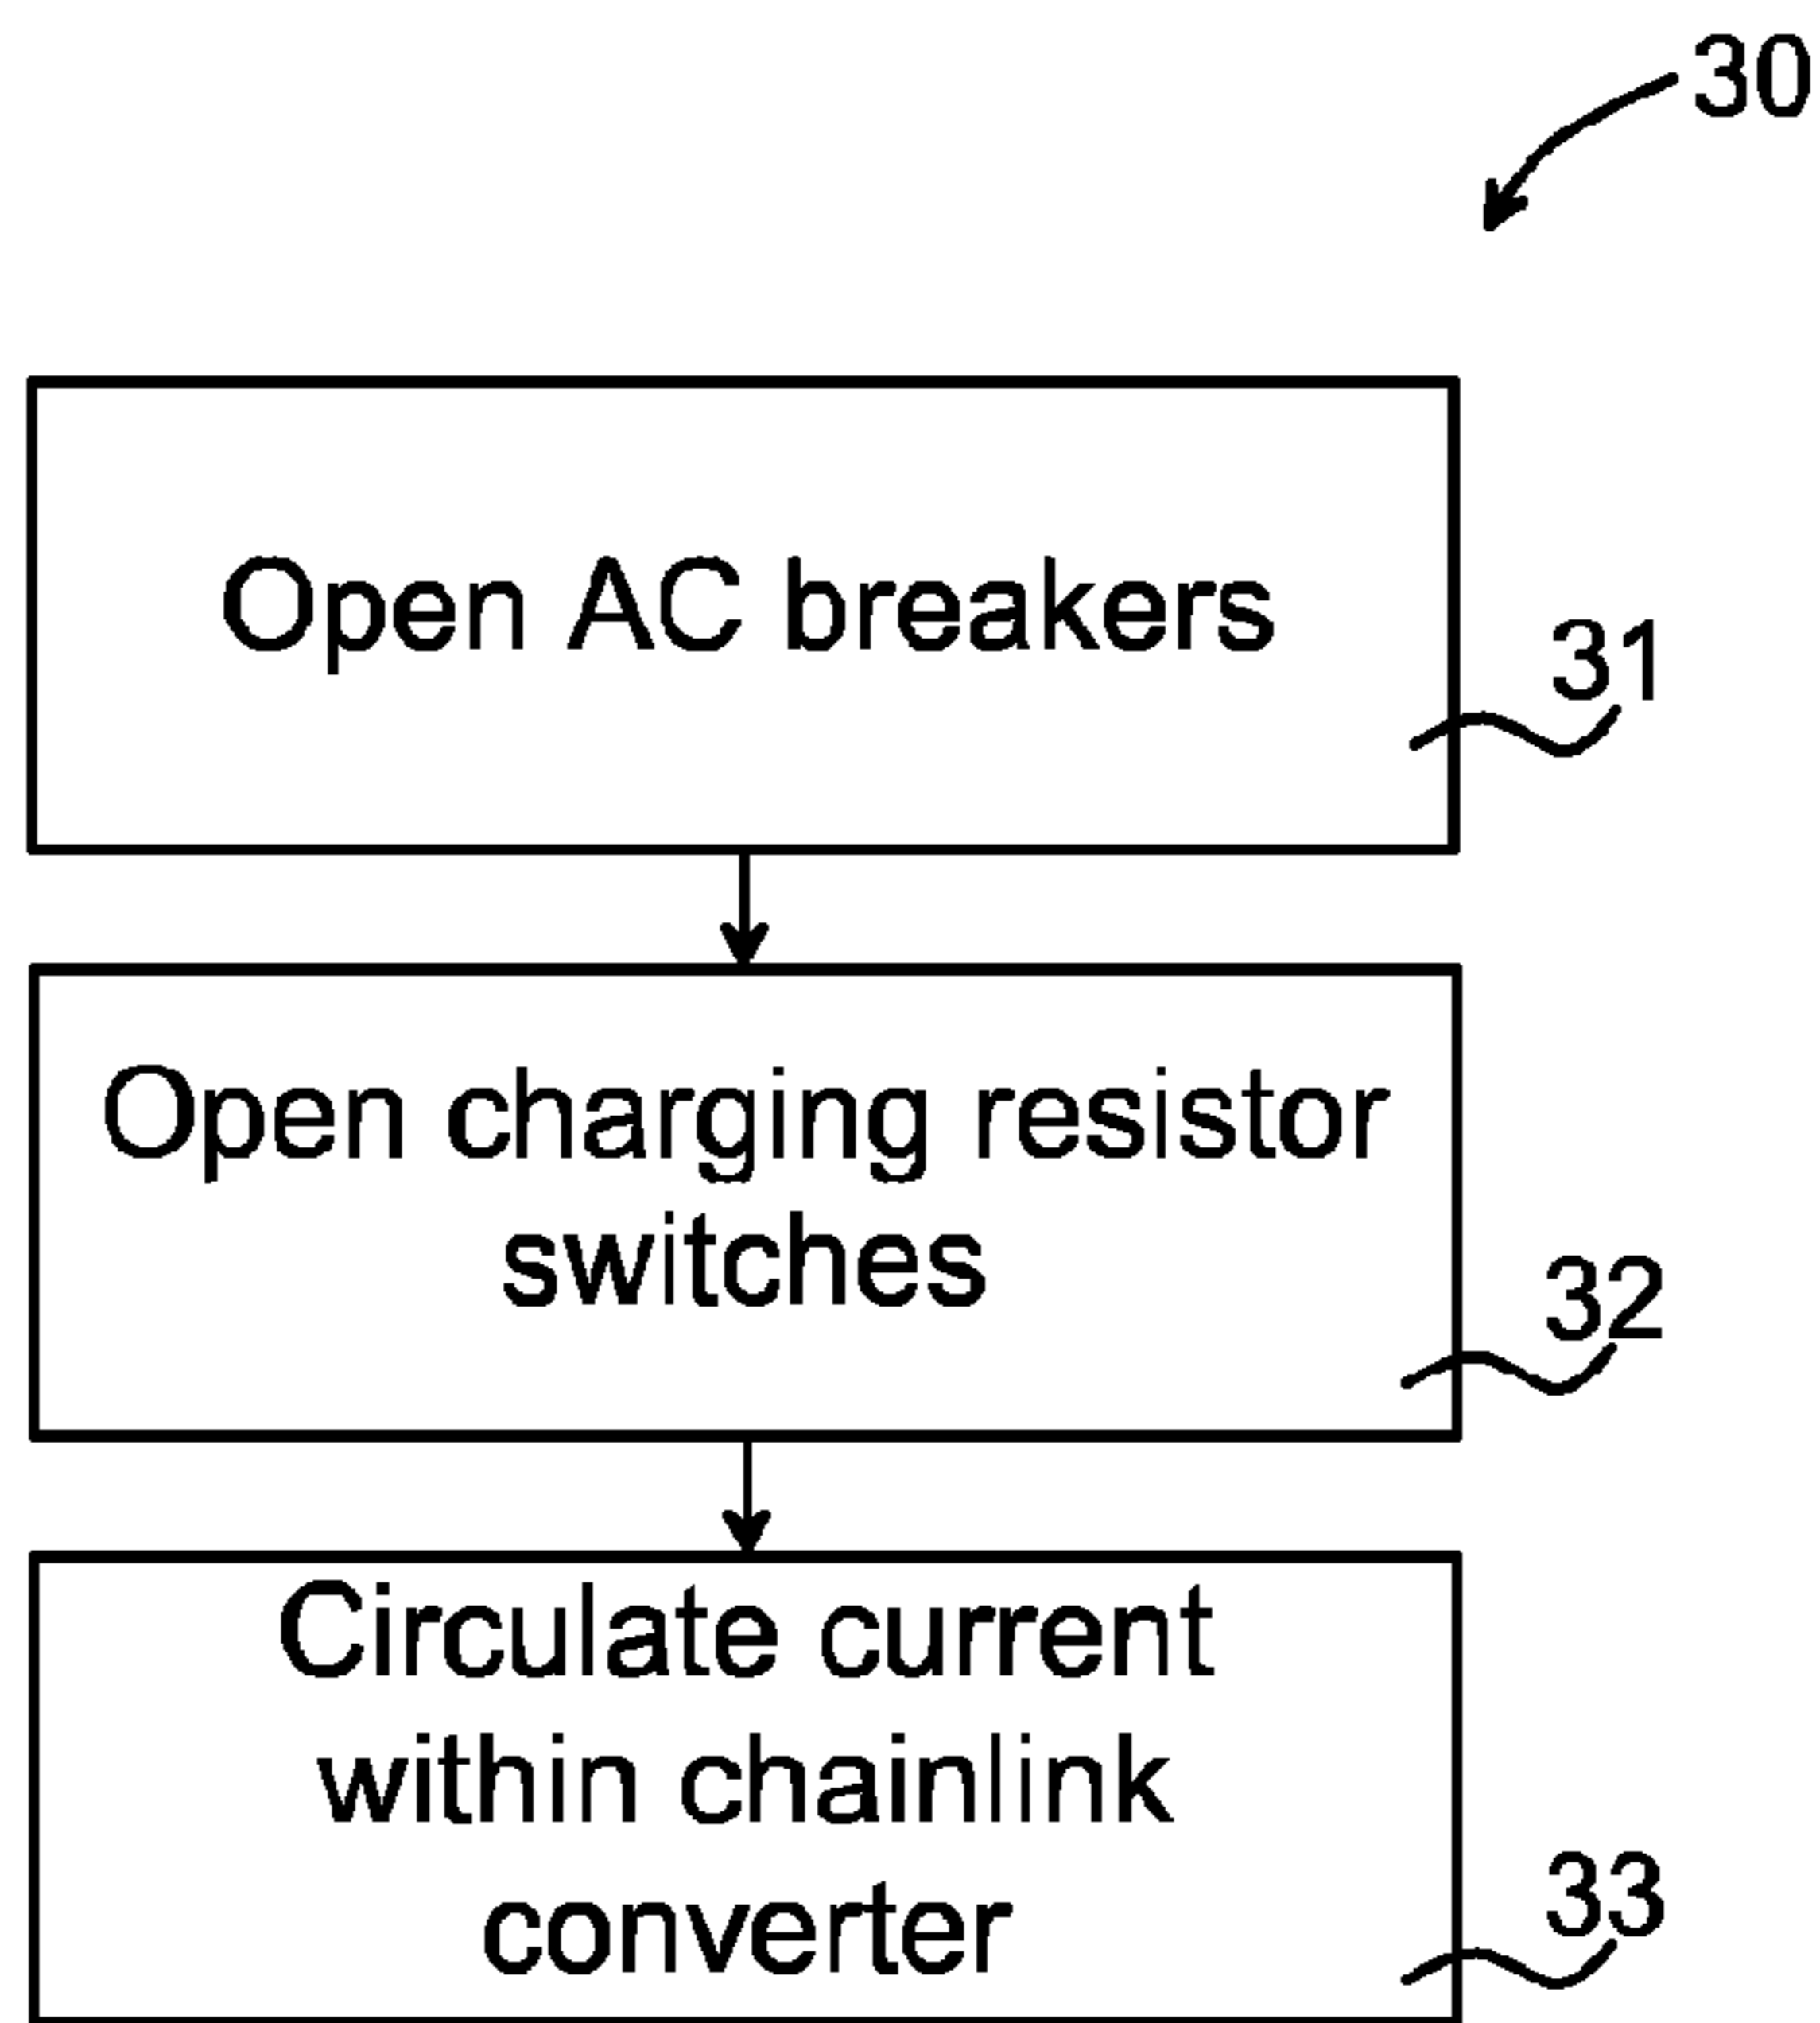 30
Open AC breakers
31
Open charging resistor
switches
32
Circulate current
within chainlink
converter
33